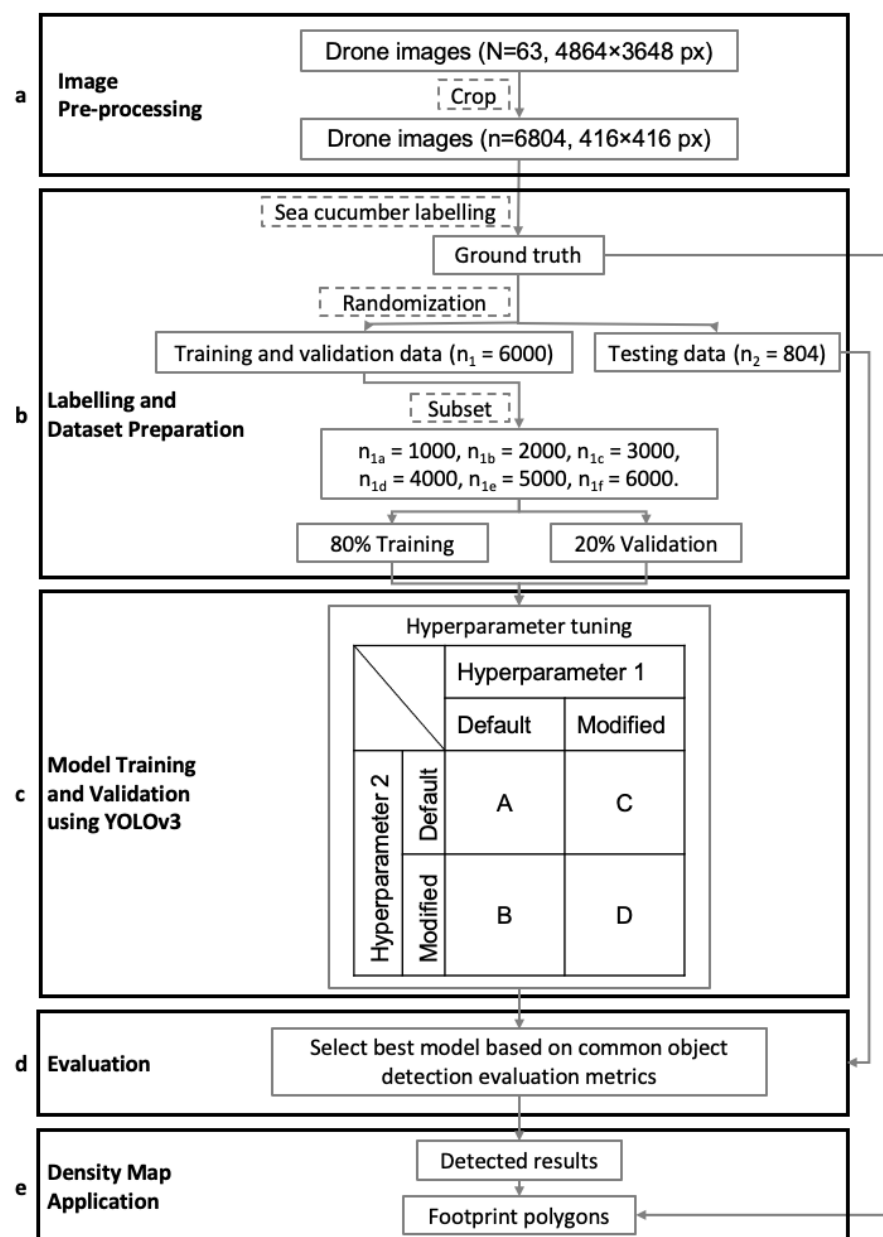 a
Image
Pre-processing
Drone images (N=63, 4864×3648 px)
Crop
Drone images (n=6804, 416×416 px)
b
Labelling and
Dataset Preparation
Sea cucumber labelling
Ground truth
Randomization
Training and validation data (n₁ = 6000)
Testing data (n₂ = 804)
Subset
n₁ₐ = 1000, n₁b = 2000, n₁c = 3000,
n₁d = 4000, n₁ₑ = 5000, n₁f = 6000.
80% Training
20% Validation
c
Model Training
and Validation
using YOLOv3
Hyperparameter tuning
Hyperparameter 1
Default
Modified
Hyperparameter 2
Default
A
C
Modified
B
D
d
Evaluation
Select best model based on common object
detection evaluation metrics
e
Density Map
Application
Detected results
Footprint polygons